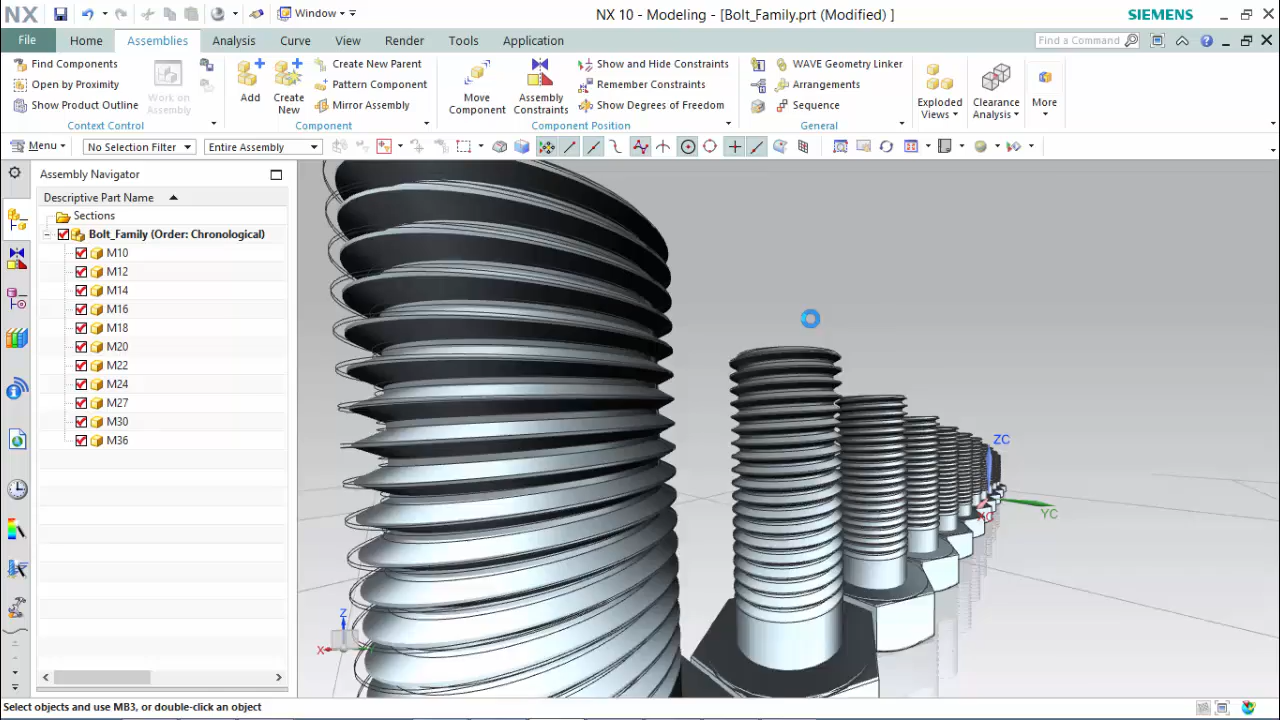 NX
Window
NX 10 - Modeling - [Bolt_Family.prt (Modified) ]
SIEMENS
File
Home
Assemblies
Analysis
Curve
View
Render
Tools
Application
Find a Command
Find Components
Open by Proximity
Show Product Outline
Work on Assembly
Context Control
Add
Create New
Create New Parent
Pattern Component
Mirror Assembly
Component
Move Component
Assembly Constraints
Show and Hide Constraints
Remember Constraints
Show Degrees of Freedom
Component Position
WAVE Geometry Linker
Arrangements
Sequence
General
Exploded Views
Clearance Analysis
More
Menu
No Selection Filter
Entire Assembly
Assembly Navigator
Descriptive Part Name
Sections
Bolt_Family (Order: Chronological)
M10
M12
M14
M16
M18
M20
M22
M24
M27
M30
M36
ZC
XC
YC
Z
X
Select objects and use MB3, or double-click an object